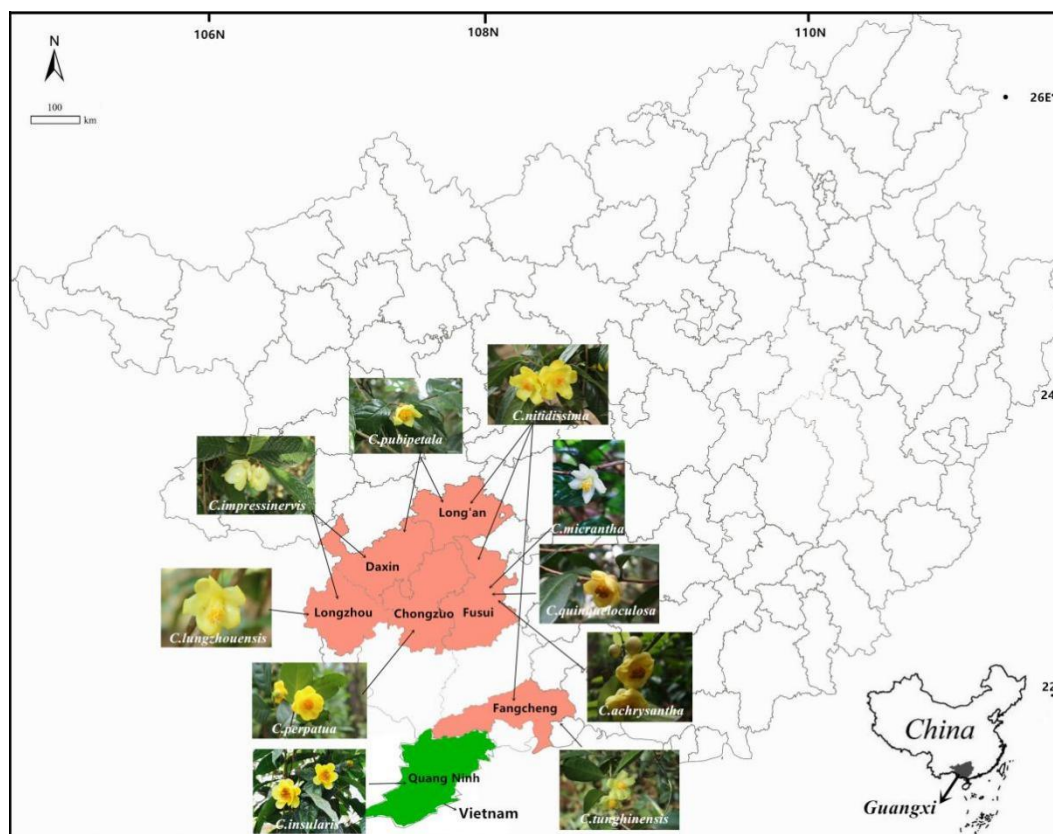 106N
108N
110N
N
100
km
26E°
24
C.nitidissima
C.pubipetala
C.impressinervis
C.micrantha
Long'an
Daxin
C.quinqueloculosa
Longzhou
Chongzuo
Fusui
C.lungzhouensis
22
Fangcheng
C.achrysantha
C.perpatua
China
Quang Ninh
Vietnam
C.insularis
C.tunghinensis
Guangxi